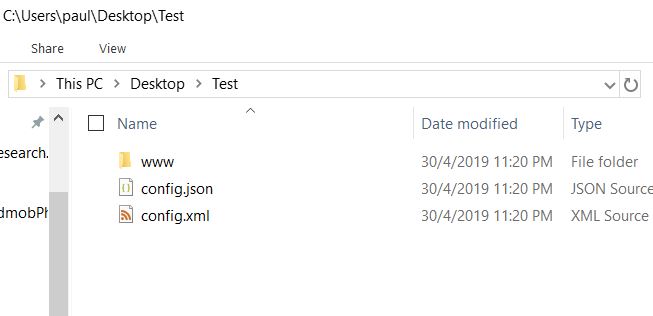 C:\Users\paul\Desktop\Test
Share View
This PC Desktop Test
Name Date modified Type
www 30/4/2019 11:20 PM File folder
esearch.
config.json 30/4/2019 11:20 PM JSON Source
dmobPh
config.xml 30/4/2019 11:20 PM XML Source